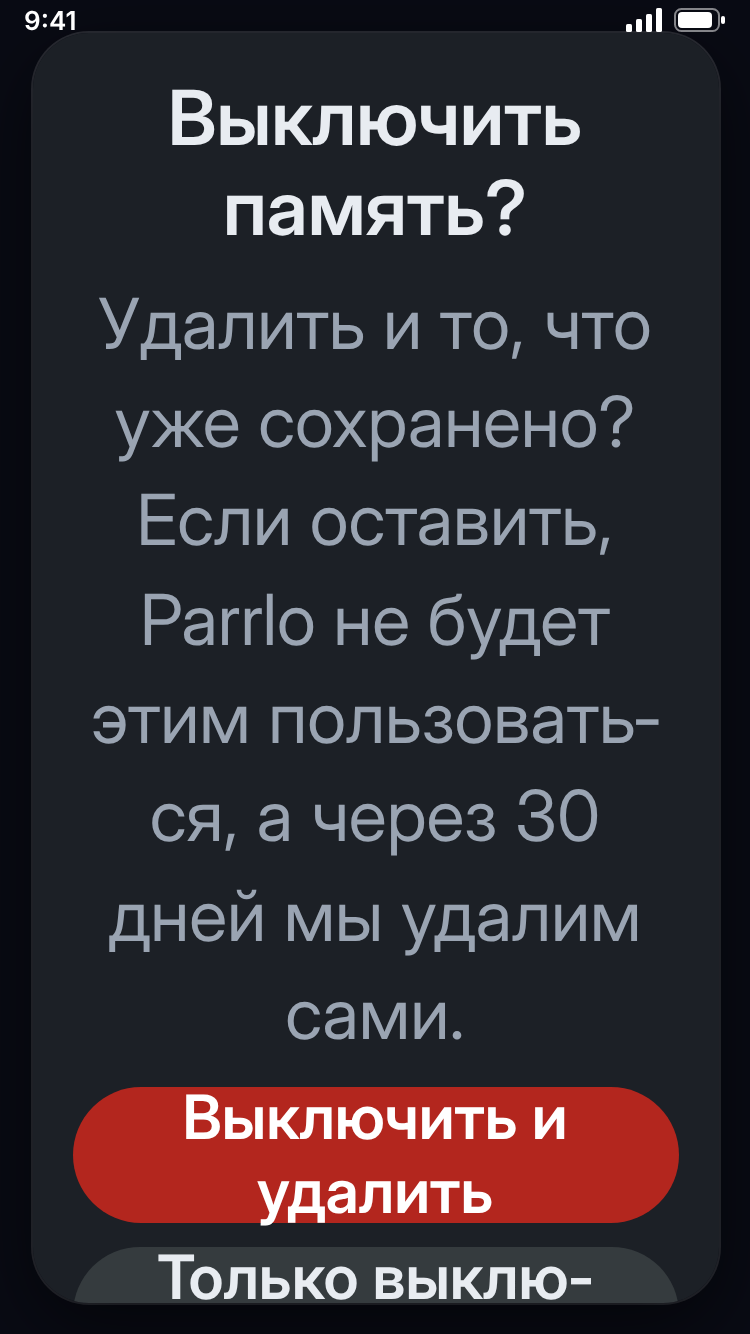 9:41
Выключить
память?
Удалить и то, что
уже сохранено?
Если оставить,
Parrlo не будет
этим пользовать-
ся, а через 30
дней мы удалим
сами.
Выключить и
удалить
Только выклю-